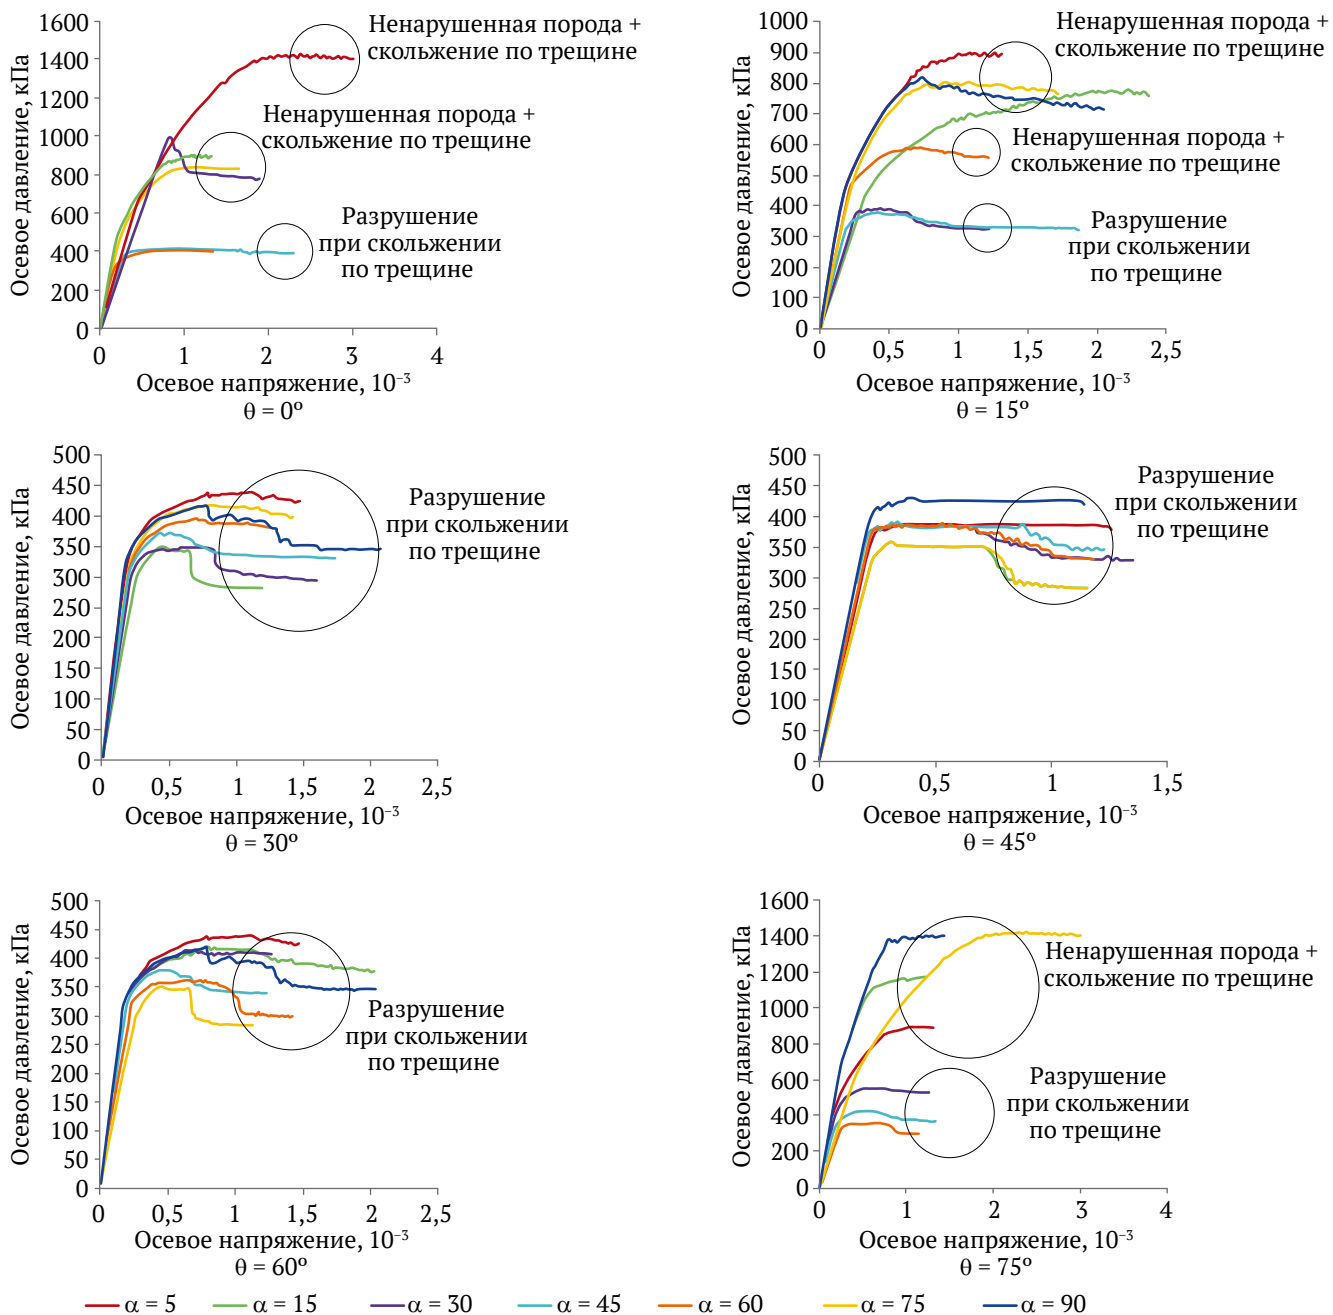 Осевое давление, кПа
1600
1400
1200
1000
800
600
400
200
0
0 1 2 3 4
Ненарушенная порода +
скольжение по трещине
Ненарушенная порода +
скольжение по трещине
Разрушение
при скольжении
по трещине
Осевое напряжение, 10⁻³
θ = 0º
Осевое давление, кПа
1000
900
800
700
600
500
400
300
200
100
0
0 0,5 1 1,5 2 2,5
Ненарушенная порода +
скольжение по трещине
Ненарушенная порода +
скольжение по трещине
Разрушение
при скольжении
по трещине
Осевое напряжение, 10⁻³
θ = 15º
Осевое давление, кПа
500
450
400
350
300
250
200
150
100
50
0
0 0,5 1 1,5 2 2,5
Разрушение
при скольжении
по трещине
Осевое напряжение, 10⁻³
θ = 30º
Осевое давление, кПа
500
450
400
350
300
250
200
150
100
50
0
0 0,5 1 1,5
Разрушение
при скольжении
по трещине
Осевое напряжение, 10⁻³
θ = 45º
Осевое давление, кПа
500
450
400
350
300
250
200
150
100
50
0
0 0,5 1 1,5 2 2,5
Разрушение
при скольжении
по трещине
Осевое напряжение, 10⁻³
θ = 60º
Осевое давление, кПа
1600
1400
1200
1000
800
600
400
200
0
0 1 2 3 4
Ненарушенная порода +
скольжение по трещине
Разрушение
при скольжении
по трещине
Осевое напряжение, 10⁻³
θ = 75º
α = 5 α = 15 α = 30 α = 45 α = 60 α = 75 α = 90